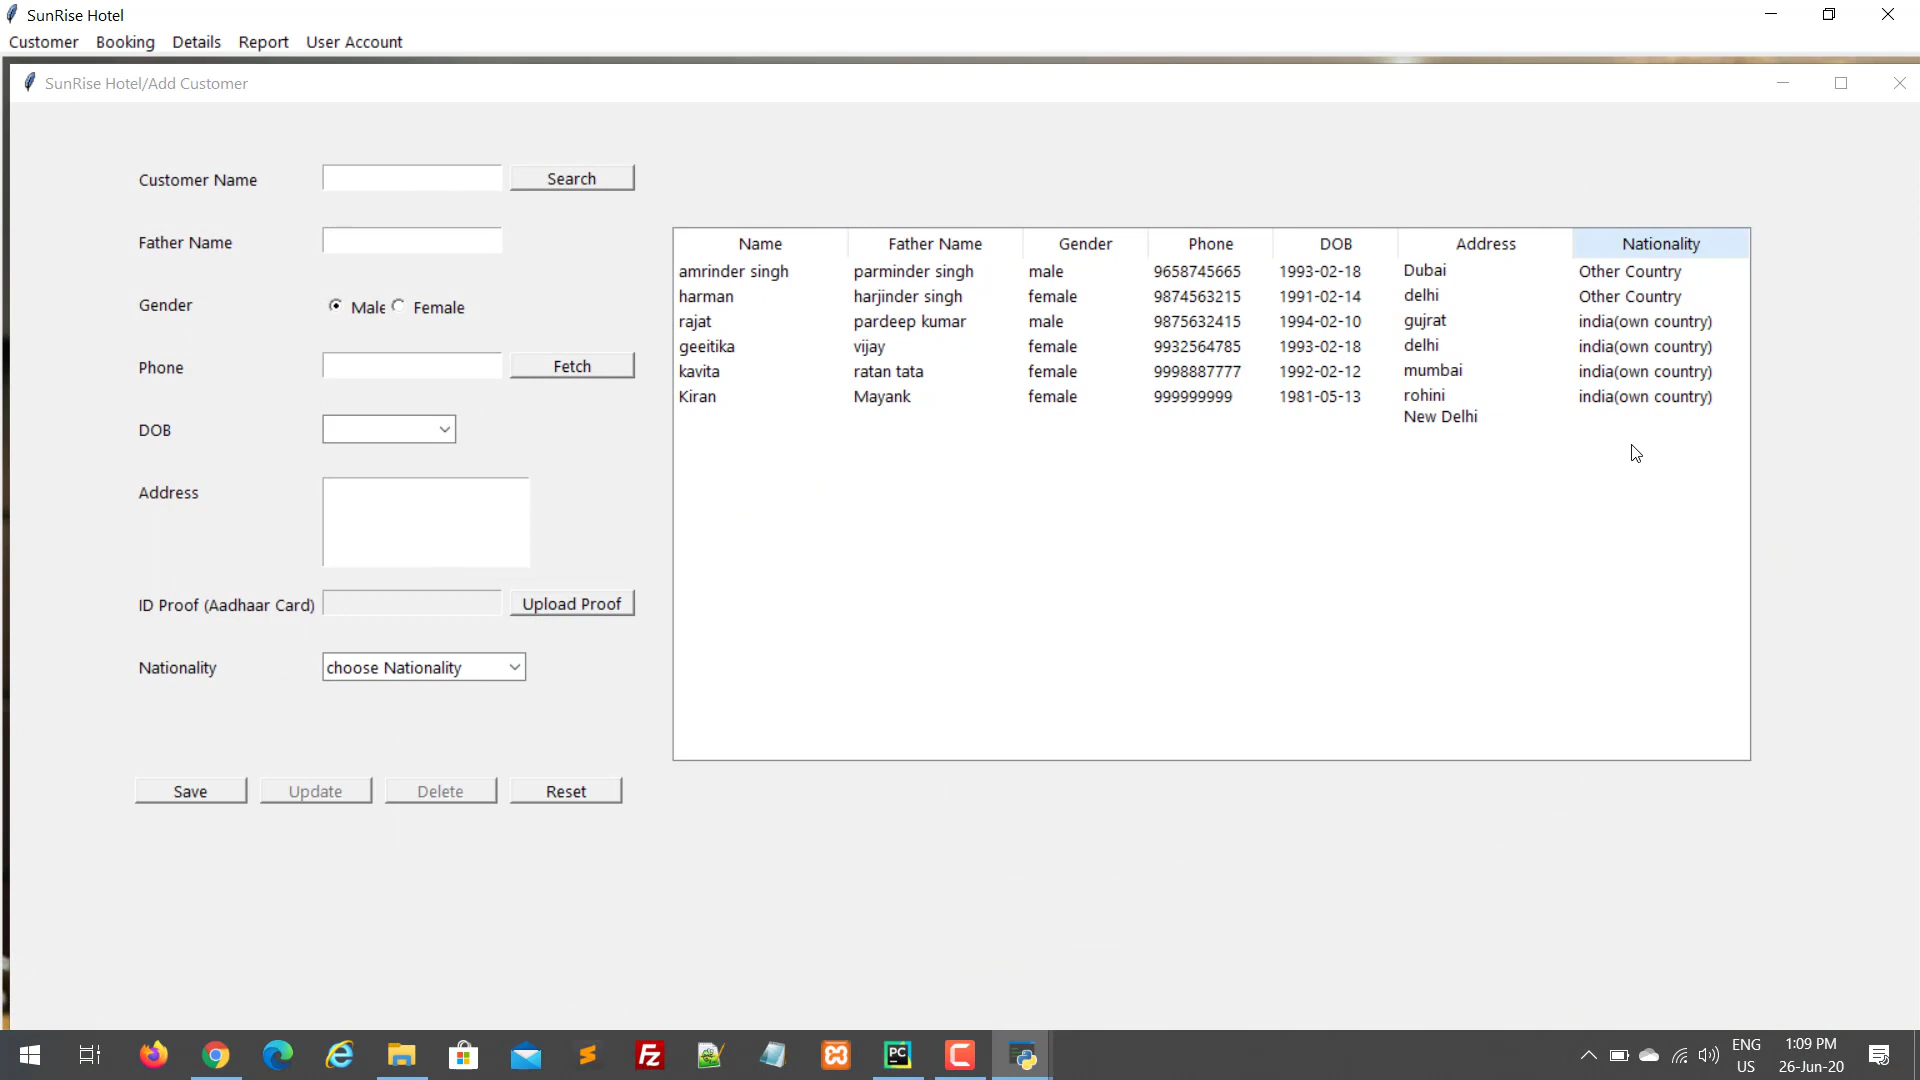 SunRise Hotel
Customer Booking Details Report User Account
SunRise Hotel/Add Customer
Customer Name Search
Father Name
Gender Male Female
Phone Fetch
DOB
Address
ID Proof (Aadhaar Card) Upload Proof
Nationality choose Nationality
Save Update Delete Reset
Name Father Name Gender Phone DOB Address Nationality
amrinder singh parminder singh male 9658745665 1993-02-18 Dubai Other Country
harman harjinder singh female 9874563215 1991-02-14 delhi Other Country
rajat pardeep kumar male 9875632415 1994-02-10 gujrat india(own country)
geeitika vijay female 9932564785 1993-02-18 delhi india(own country)
kavita ratan tata female 9998887777 1992-02-12 mumbai india(own country)
Kiran Mayank female 999999999 1981-05-13 rohini india(own country)
New Delhi
PC
ENG
US
1:09 PM
26-Jun-20